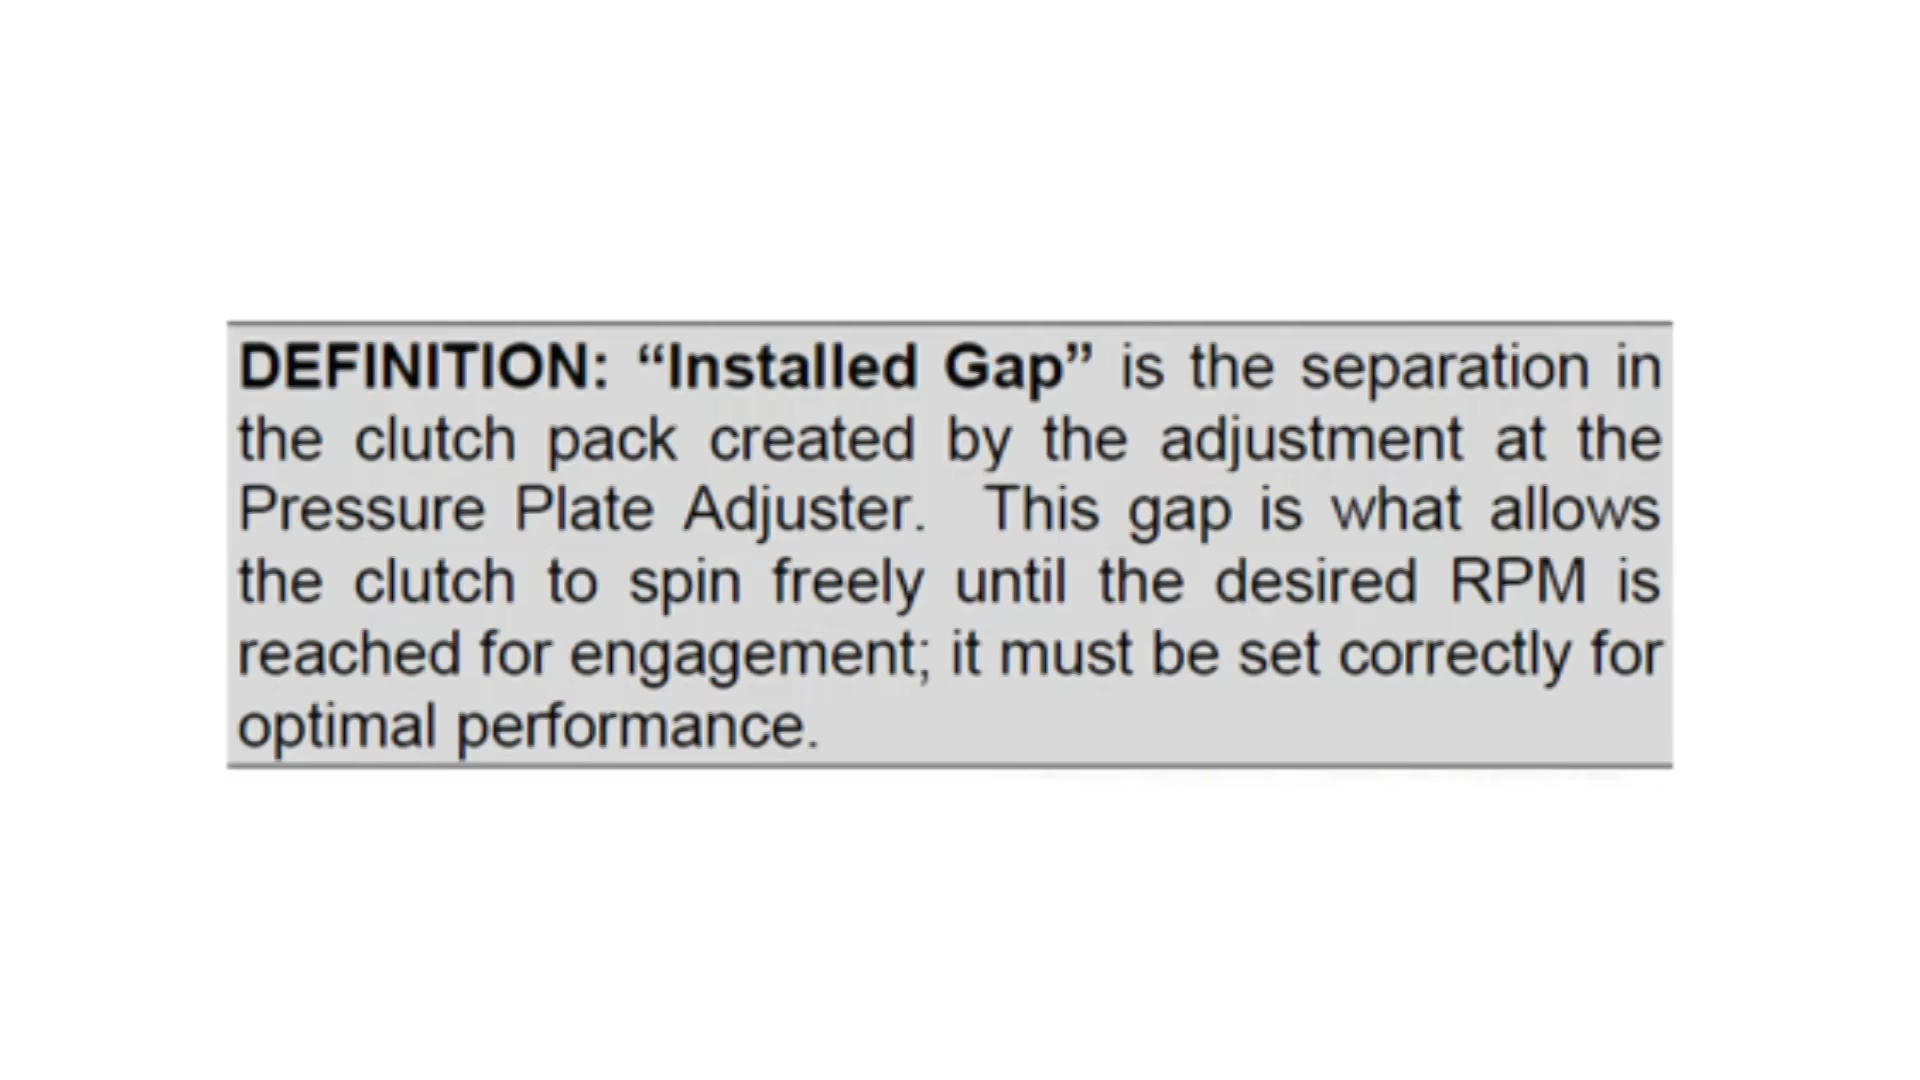 DEFINITION: “Installed Gap” is the separation in
the clutch pack created by the adjustment at the
Pressure Plate Adjuster.  This gap is what allows
the clutch to spin freely until the desired RPM is
reached for engagement; it must be set correctly for
optimal performance.